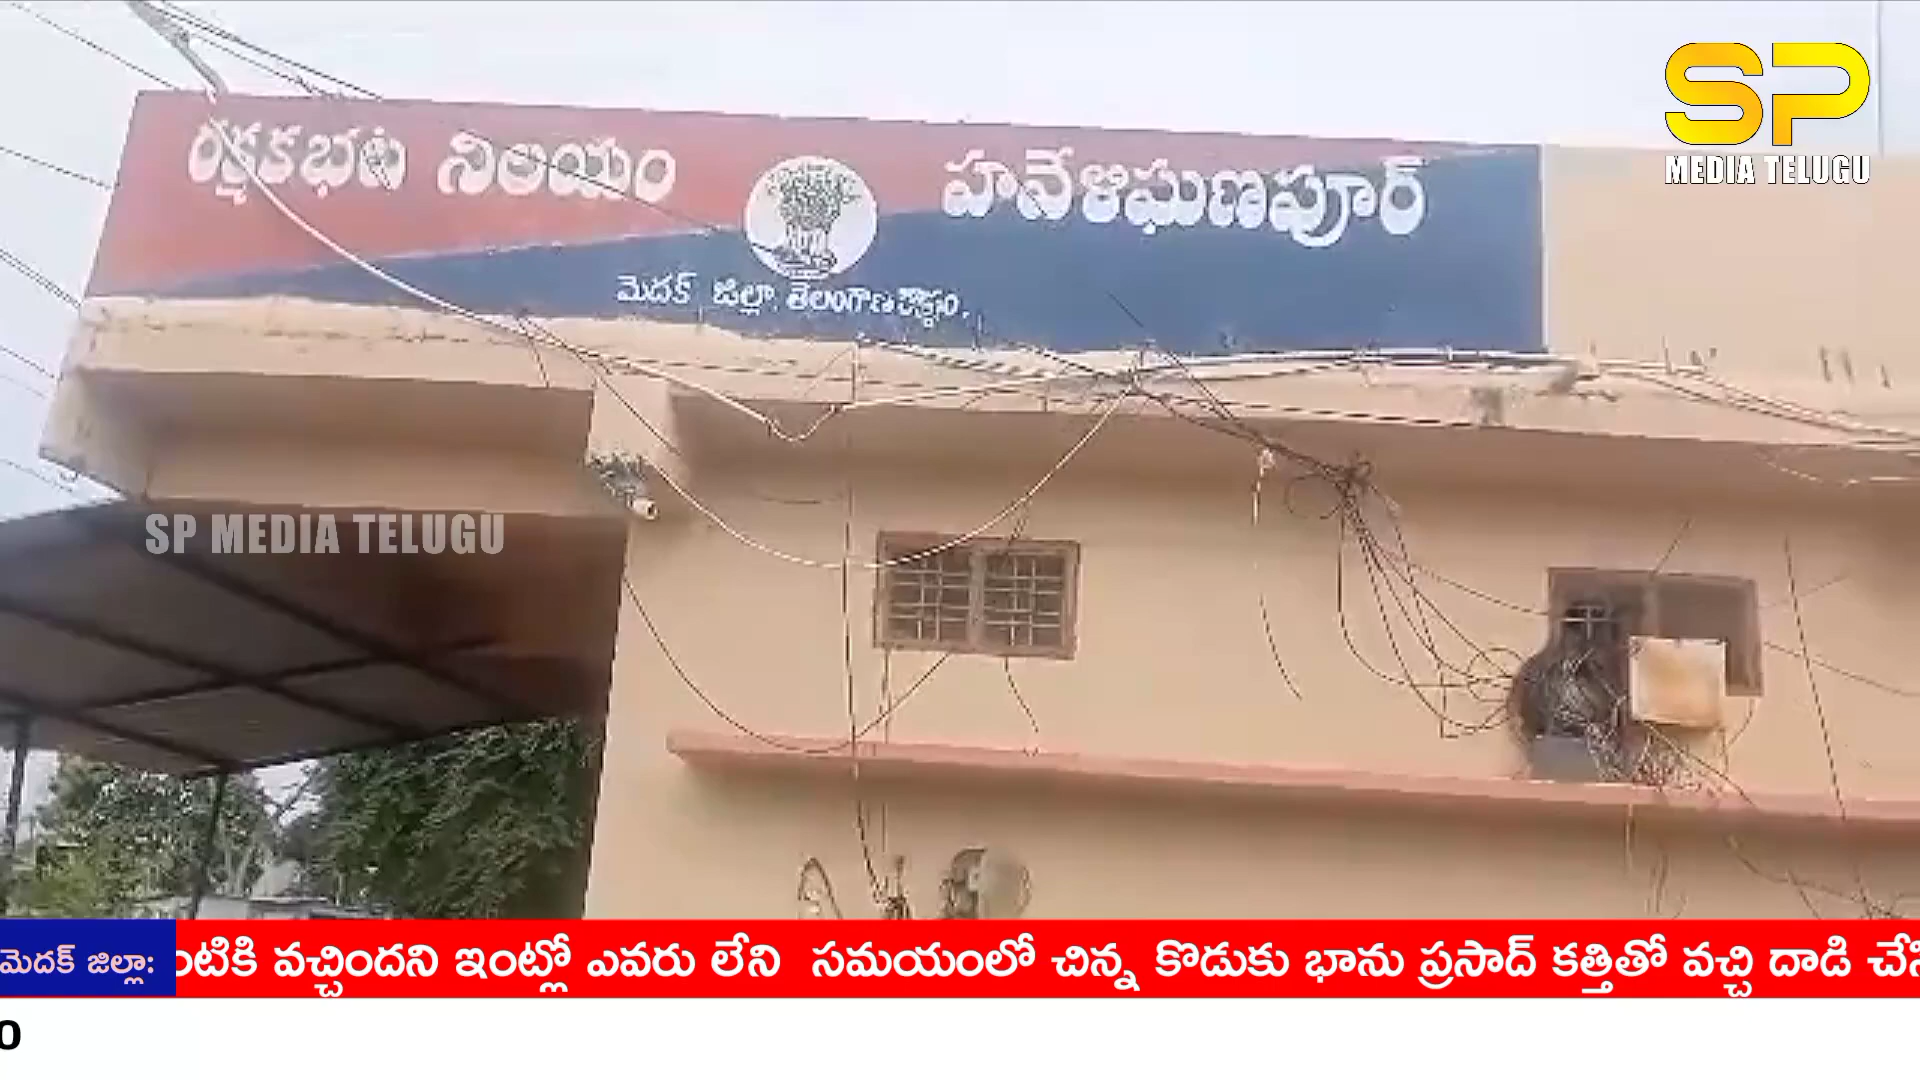 SP
MEDIA TELUGU
రక్షకభట నిలయం
హవేళిఘణపూర్
మెదక్ జిల్లా, తెలంగాణ రాష్ట్రం.
SP MEDIA TELUGU
మెదక్ జిల్లా:
ంటికి వచ్చిందని ఇంట్లో ఎవరు లేని సమయంలో చిన్న కొడుకు భాను ప్రసాద్ కత్తితో వచ్చి దాడి చేసి